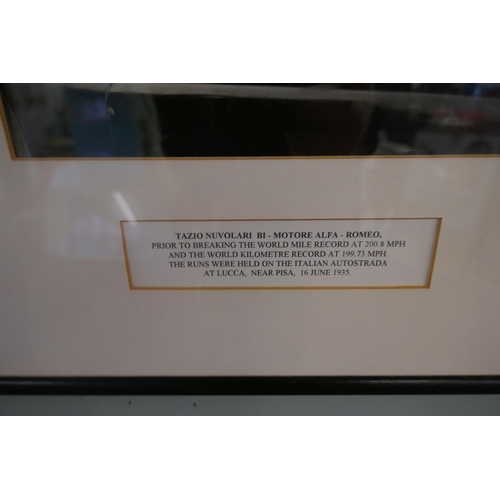 TAZIO NUVOLARI BI - MOTORE ALFA - ROMEO,
PRIOR TO BREAKING THE WORLD MILE RECORD AT 200.8 MPH
AND THE WORLD KILOMETRE RECORD AT 199.73 MPH.
THE RUNS WERE HELD ON THE ITALIAN AUTOSTRADA
AT LUCCA, NEAR PISA, 16 JUNE 1935.